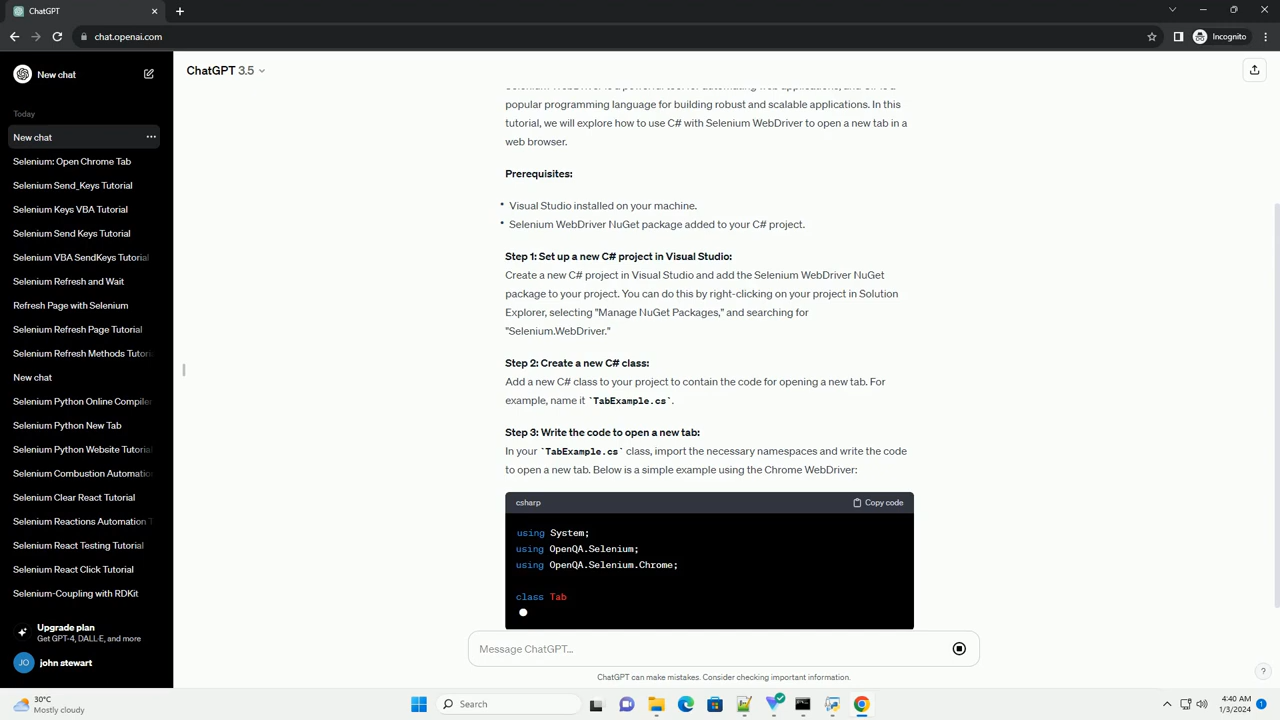 ChatGPT
chat.openai.com
Incognito
New chat
ChatGPT 3.5
Today
New chat
Selenium: Open Chrome Tab
Selenium Send_Keys Tutorial
Selenium Keys VBA Tutorial
Selenium Send Keys Tutorial
Selenium VBA SendKeys Tutorial
Selenium Refresh and Wait
Refresh Page with Selenium
Selenium Refresh Page Tutorial
Selenium Refresh Methods Tutori
New chat
Selenium Python Online Compiler
Selenium Python New Tab
Selenium Python Website Tutorial
Selenium Combustion Automation
Selenium Clear React Tutorial
Selenium Reactions Automation T
Selenium React Testing Tutorial
Selenium React Click Tutorial
Selenium-Coupling with RDKit
Upgrade plan
Get GPT-4, DALL·E, and more
JO john stewart
popular programming language for building robust and scalable applications. In this
tutorial, we will explore how to use C# with Selenium WebDriver to open a new tab in a
web browser.
Prerequisites:
• Visual Studio installed on your machine.
• Selenium WebDriver NuGet package added to your C# project.
Step 1: Set up a new C# project in Visual Studio:
Create a new C# project in Visual Studio and add the Selenium WebDriver NuGet
package to your project. You can do this by right-clicking on your project in Solution
Explorer, selecting "Manage NuGet Packages," and searching for
"Selenium.WebDriver."
Step 2: Create a new C# class:
Add a new C# class to your project to contain the code for opening a new tab. For
example, name it `TabExample.cs`.
Step 3: Write the code to open a new tab:
In your `TabExample.cs` class, import the necessary namespaces and write the code
to open a new tab. Below is a simple example using the Chrome WebDriver:
csharp
Copy code
using System;
using OpenQA.Selenium;
using OpenQA.Selenium.Chrome;
class Tab
Message ChatGPT...
ChatGPT can make mistakes. Consider checking important information.
?
30°C
Mostly cloudy
Search
4:40 AM
1/3/2024
1